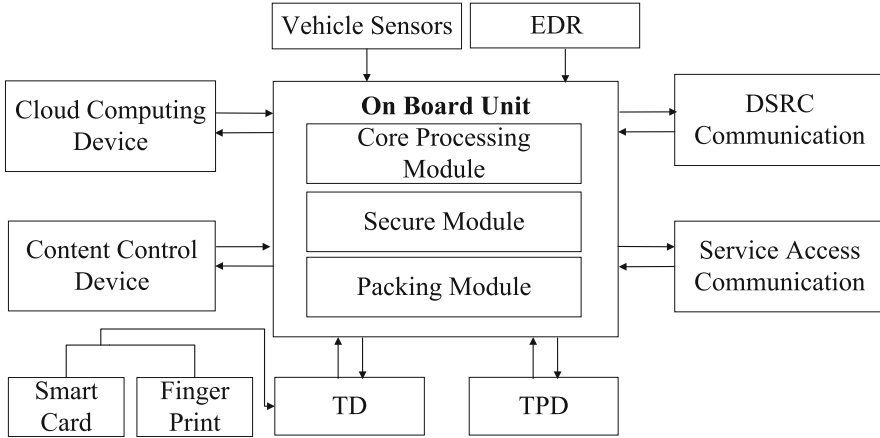 Vehicle Sensors
EDR
Cloud Computing
Device
On Board Unit
Core Processing
Module
Secure Module
Packing Module
DSRC
Communication
Content Control
Device
Service Access
Communication
Smart
Card
Finger
Print
TD
TPD